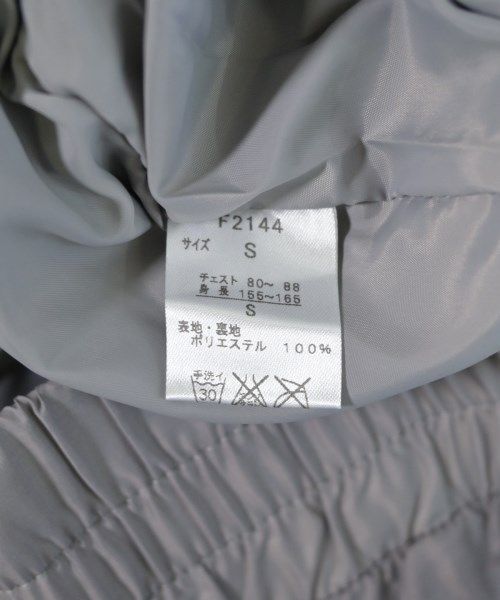 F2144
サイズ S
チェスト 80～ 88
身 長 155～165
S
表地・裏地
ポリエステル 100%
手洗イ
30